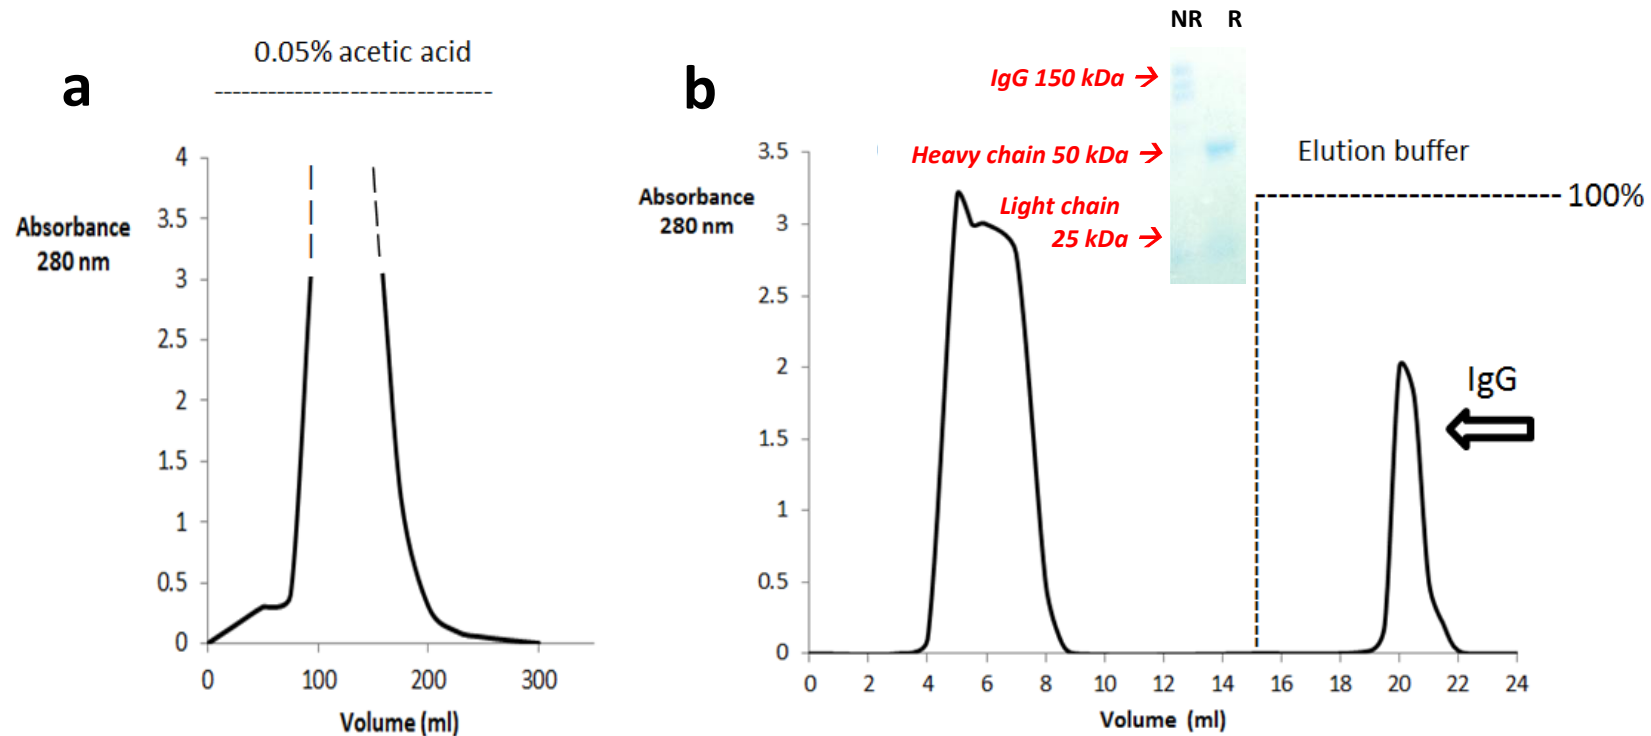 a
0.05% acetic acid
Absorbance
280 nm
4
3.5
3
2.5
2
1.5
1
0.5
0
0
100
200
300
Volume (ml)
b
NR R
IgG 150 kDa →
Heavy chain 50 kDa →
Light chain
25 kDa →
Elution buffer
100%
Absorbance
280 nm
3.5
3
2.5
2
1.5
1
0.5
0
IgG
0 2 4 6 8 10 12 14 16 18 20 22 24
Volume (ml)